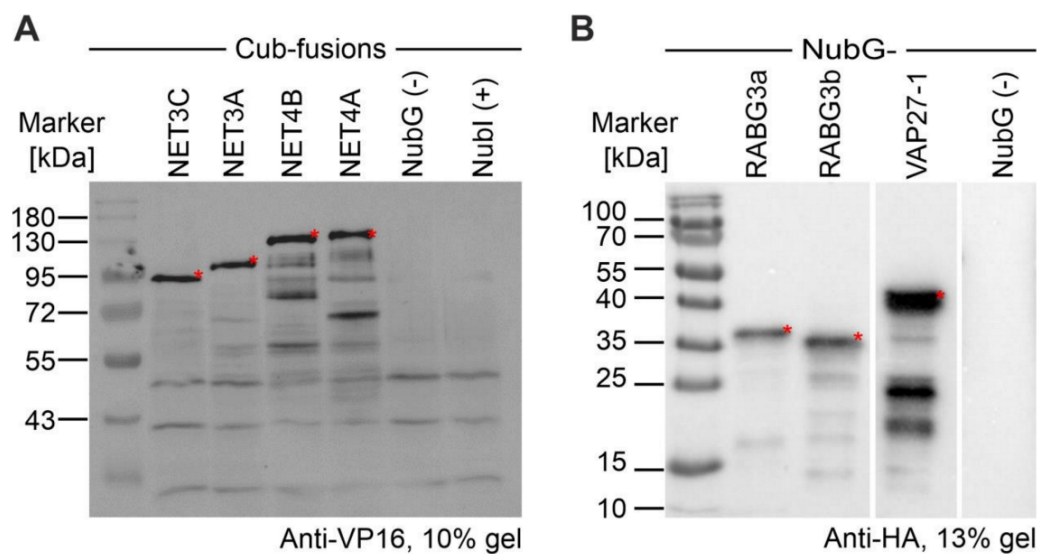 A
Cub-fusions
Marker
[kDa]
NET3C
NET3A
NET4B
NET4A
NubG (-)
NubI (+)
180
130
95
72
55
43
Anti-VP16, 10% gel
B
NubG-
Marker
[kDa]
RABG3a
RABG3b
VAP27-1
NubG (-)
100
70
55
40
35
25
15
10
Anti-HA, 13% gel